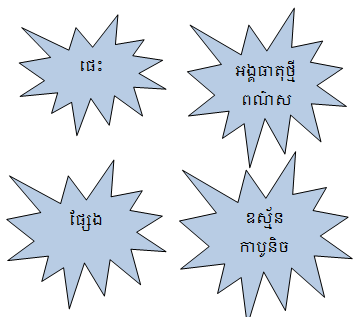 ផេះ
អង្គធាតុថ្មី
ពណ៌ស
ផ្សែង
ឧស្ម័ន
កាបូនិច